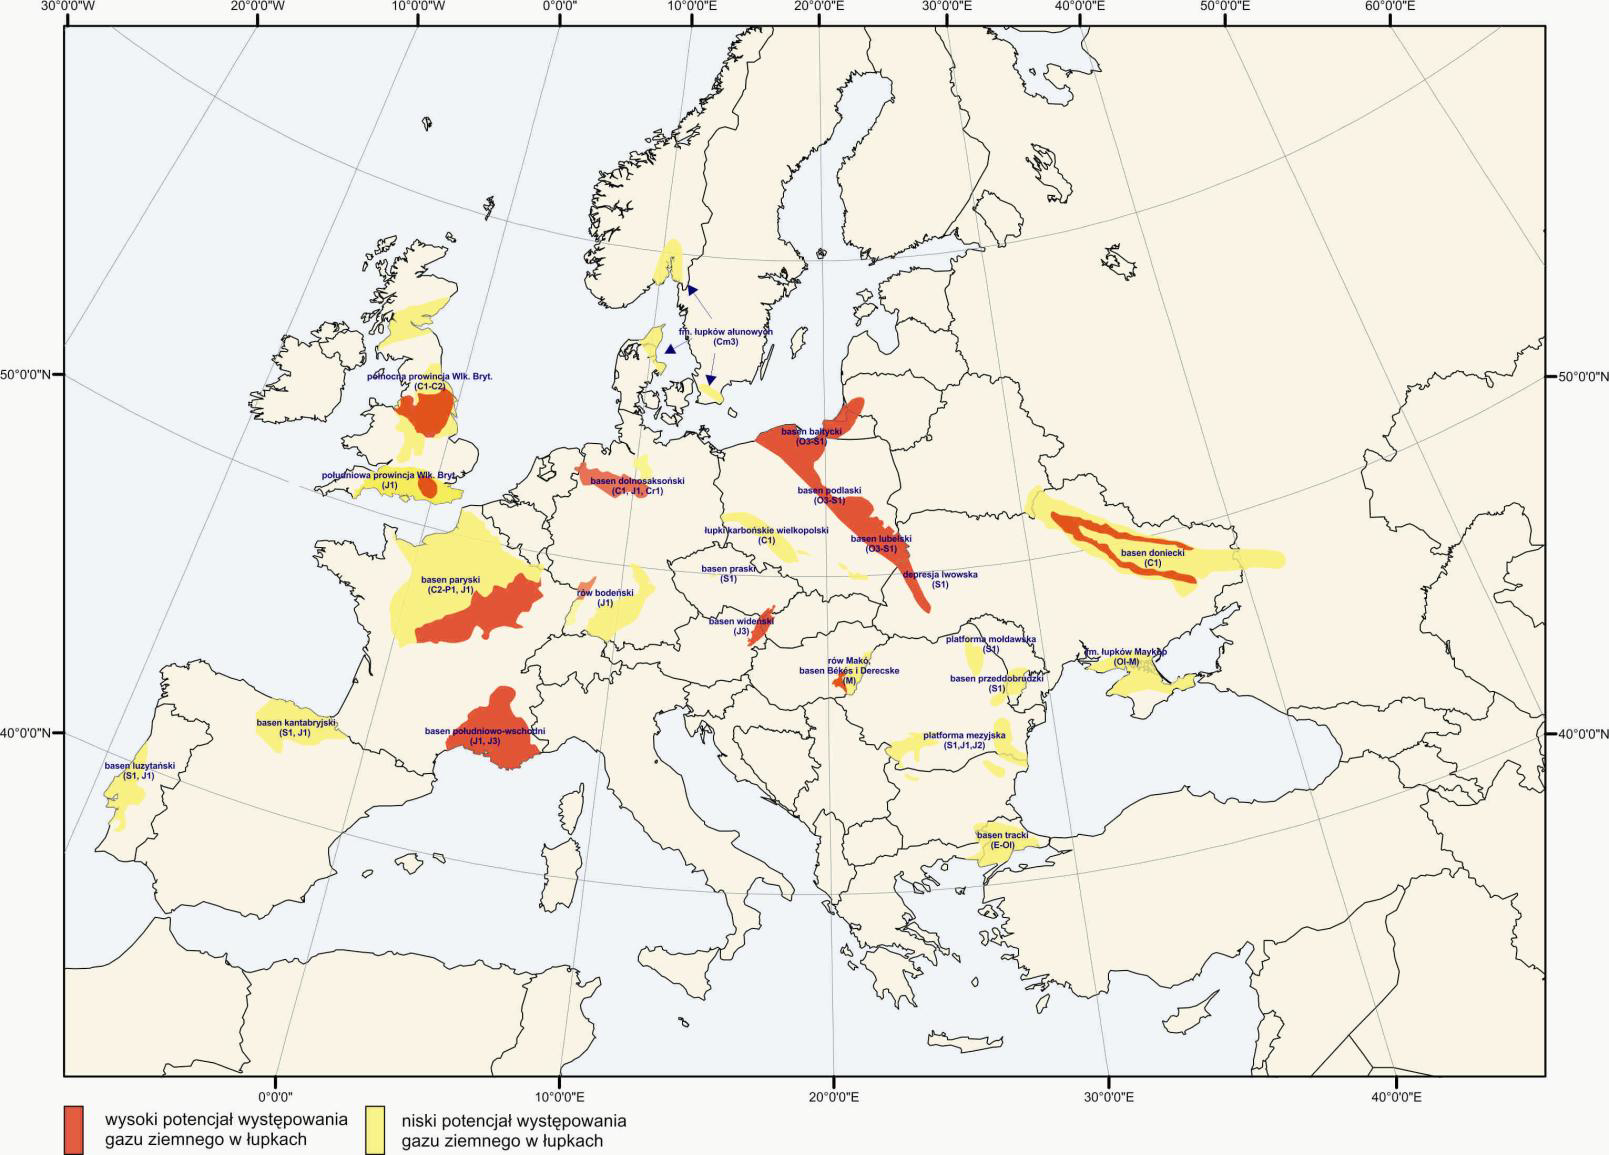 30°0'0"W 20°0'0"W 10°0'0"W 0°0'0" 10°0'0"E 20°0'0"E 30°0'0"E 40°0'0"E 50°0'0"E 60°0'0"E
fm. łupków ałunowych
(Cm3)
50°0'0"N 50°0'0"N
północna prowincja Wlk. Bryt.
(C1-C2)
basen bałtycki
(O3-S1)
południowa prowincja Wlk. Bryt.
(J1)
basen dolnosaksoński
(C1, J1, Cr1)
basen podlaski
(O3-S1)
łupki karbońskie wielkopolski
(C1)
basen lubelski
(O3-S1)
basen doniecki
(C1)
basen praski
(S1)
depresja lwowska
(S1)
basen paryski
(C2-P1, J1)
rów bodeński
(J1)
basen wideński
(J3)
platforma mołdawska
(S1)
fm. łupków Maykop
(Ol-M)
rów Makó,
basen Békés i Derecske
(M)
basen przeddobrudzki
(S1)
basen kantabryjski
(S1, J1)
basen południowo-wschodni
(J1, J3)
platforma mezyjska
(S1,J1,J2)
40°0'0"N 40°0'0"N
basen luzytański
(S1, J1)
basen tracki
(E-Ol)
0°0'0" 10°0'0"E 20°0'0"E 30°0'0"E 40°0'0"E
wysoki potencjał występowania
gazu ziemnego w łupkach
niski potencjał występowania
gazu ziemnego w łupkach